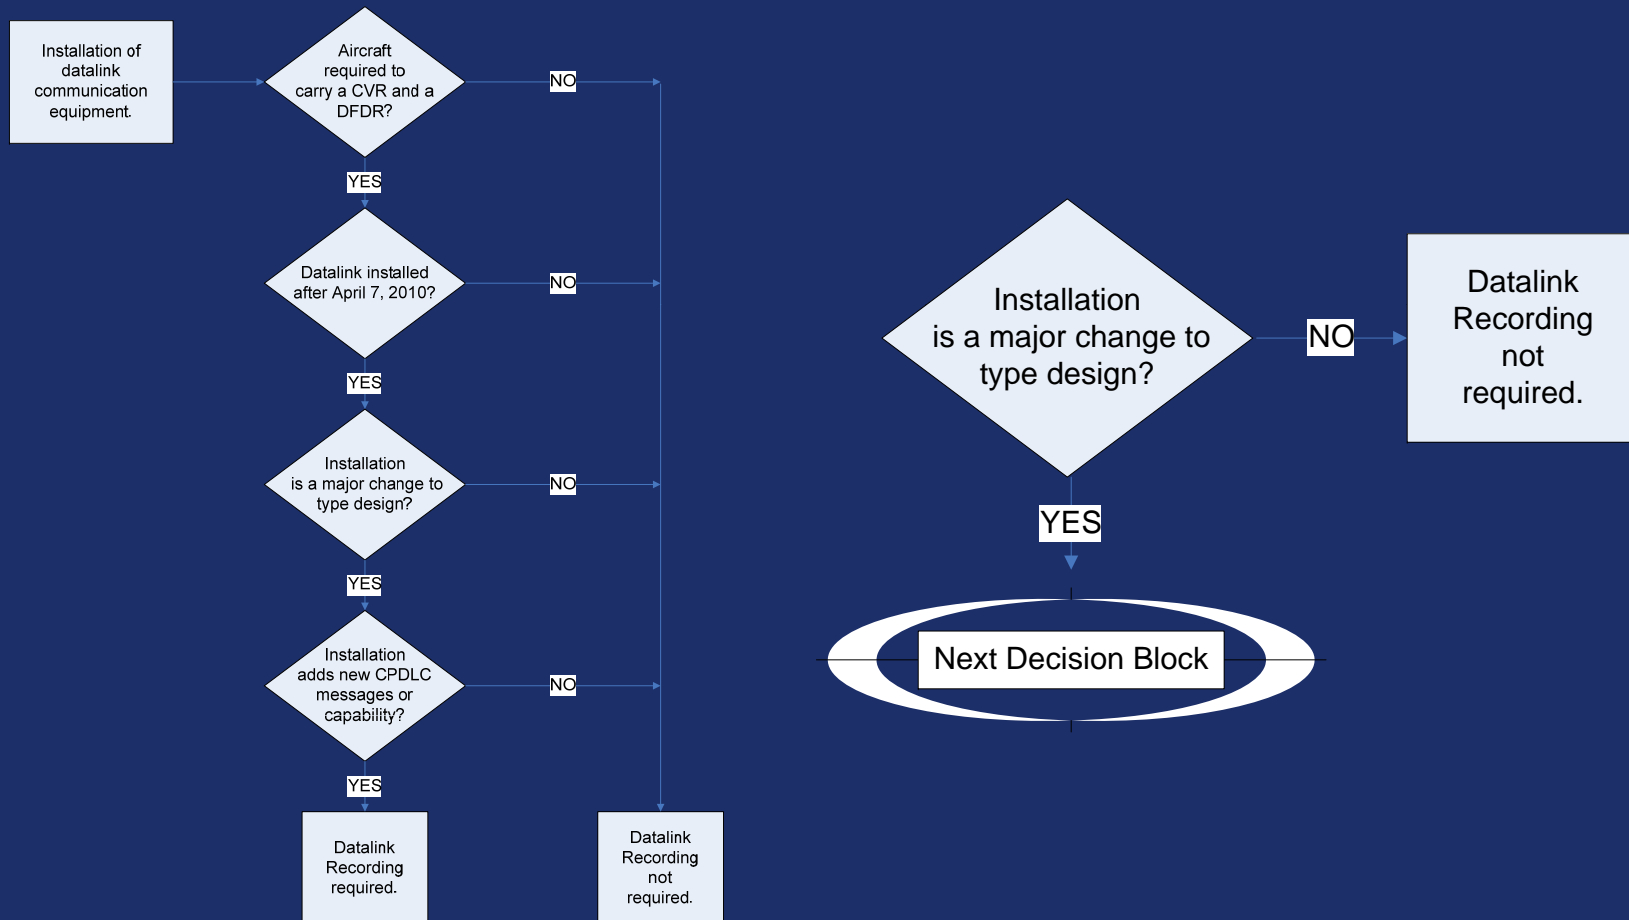 Installation of
datalink
communication
equipment.
Aircraft
required to
carry a CVR and a
DFDR?
NO
YES
Datalink installed
after April 7, 2010?
NO
YES
Installation
is a major change to
type design?
NO
YES
Installation
adds new CPDLC
messages or
capability?
NO
YES
Datalink
Recording
required.
Datalink
Recording
not
required.
Installation
is a major change to
type design?
NO
Datalink
Recording
not
required.
YES
Next Decision Block